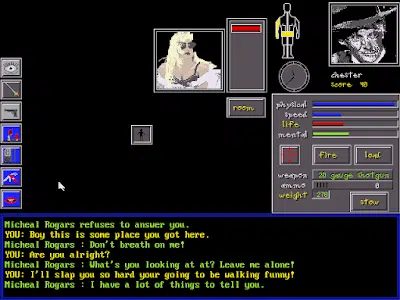 chester
score 40
room
physical
speed
life
mental
fire
load
weapon 20 gauge shotgun
ammo 0
weight 270
stow
Micheal Rogars refuses to answer you.
YOU: Boy this is some place you got here.
Micheal Rogars : Don't breath on me!
YOU: Are you alright?
Micheal Rogars : What's you looking at at? Leave me alone!
YOU: I'll slap you so hard your going to be walking funny!
Micheal Rogars : I have a lot of things to tell you.